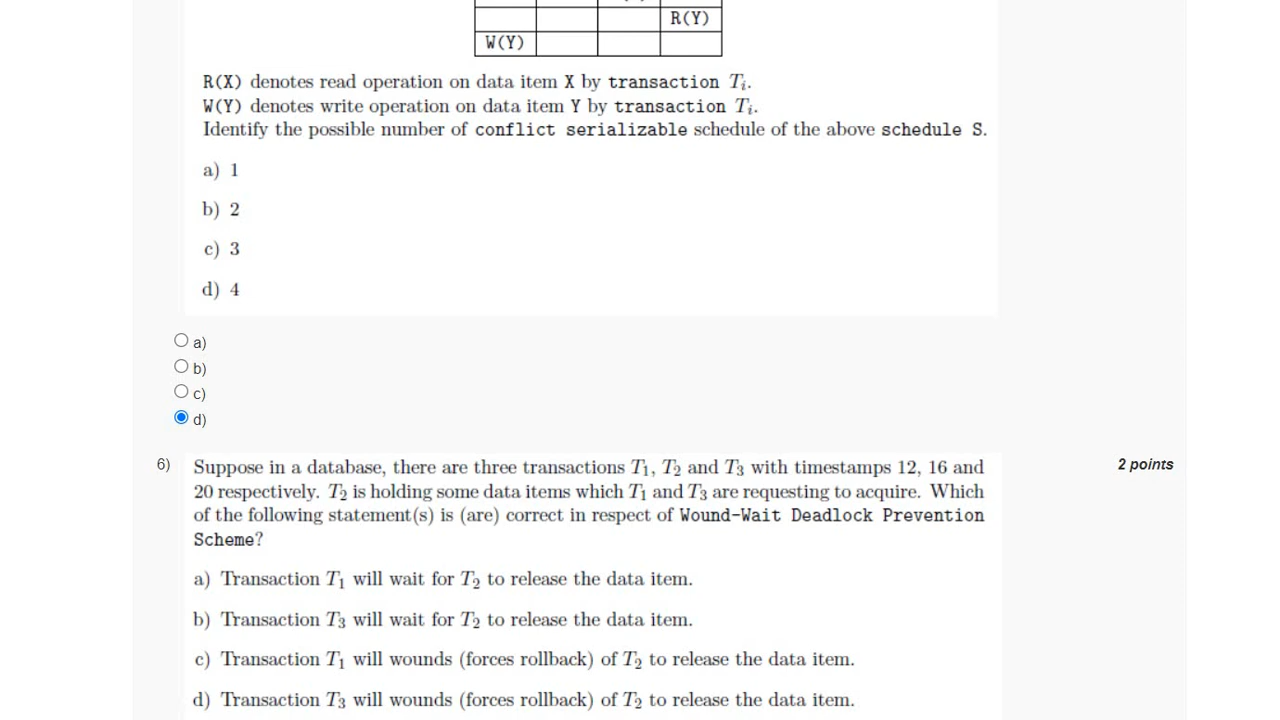 R(Y)
W(Y)
R(X) denotes read operation on data item X by transaction Ti.
W(Y) denotes write operation on data item Y by transaction Ti.
Identify the possible number of conflict serializable schedule of the above schedule S.
a) 1
b) 2
c) 3
d) 4
a)
b)
c)
d)
6) Suppose in a database, there are three transactions T1, T2 and T3 with timestamps 12, 16 and 2 points
20 respectively. T2 is holding some data items which T1 and T3 are requesting to acquire. Which
of the following statement(s) is (are) correct in respect of Wound-Wait Deadlock Prevention
Scheme?
a) Transaction T1 will wait for T2 to release the data item.
b) Transaction T3 will wait for T2 to release the data item.
c) Transaction T1 will wounds (forces rollback) of T2 to release the data item.
d) Transaction T3 will wounds (forces rollback) of T2 to release the data item.